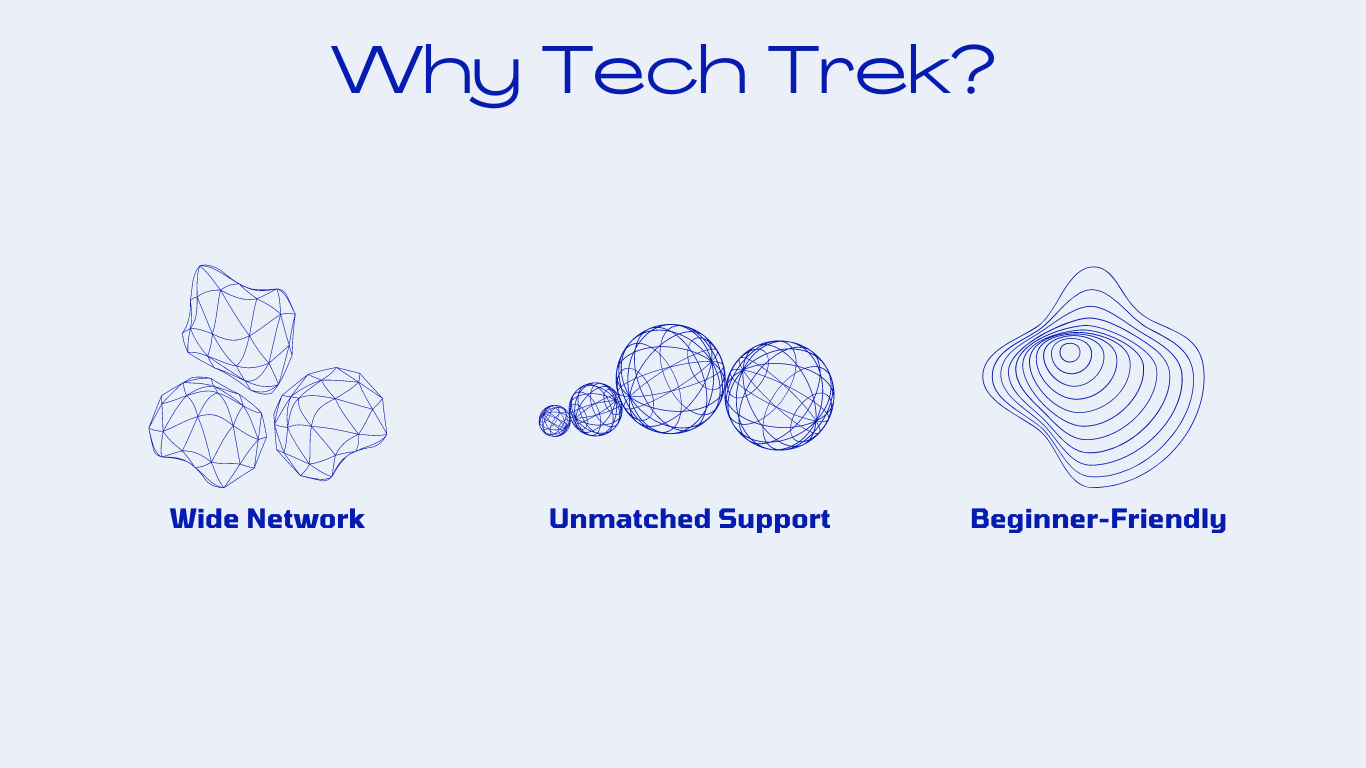 Why Tech Trek?
Wide Network
Unmatched Support
Beginner-Friendly